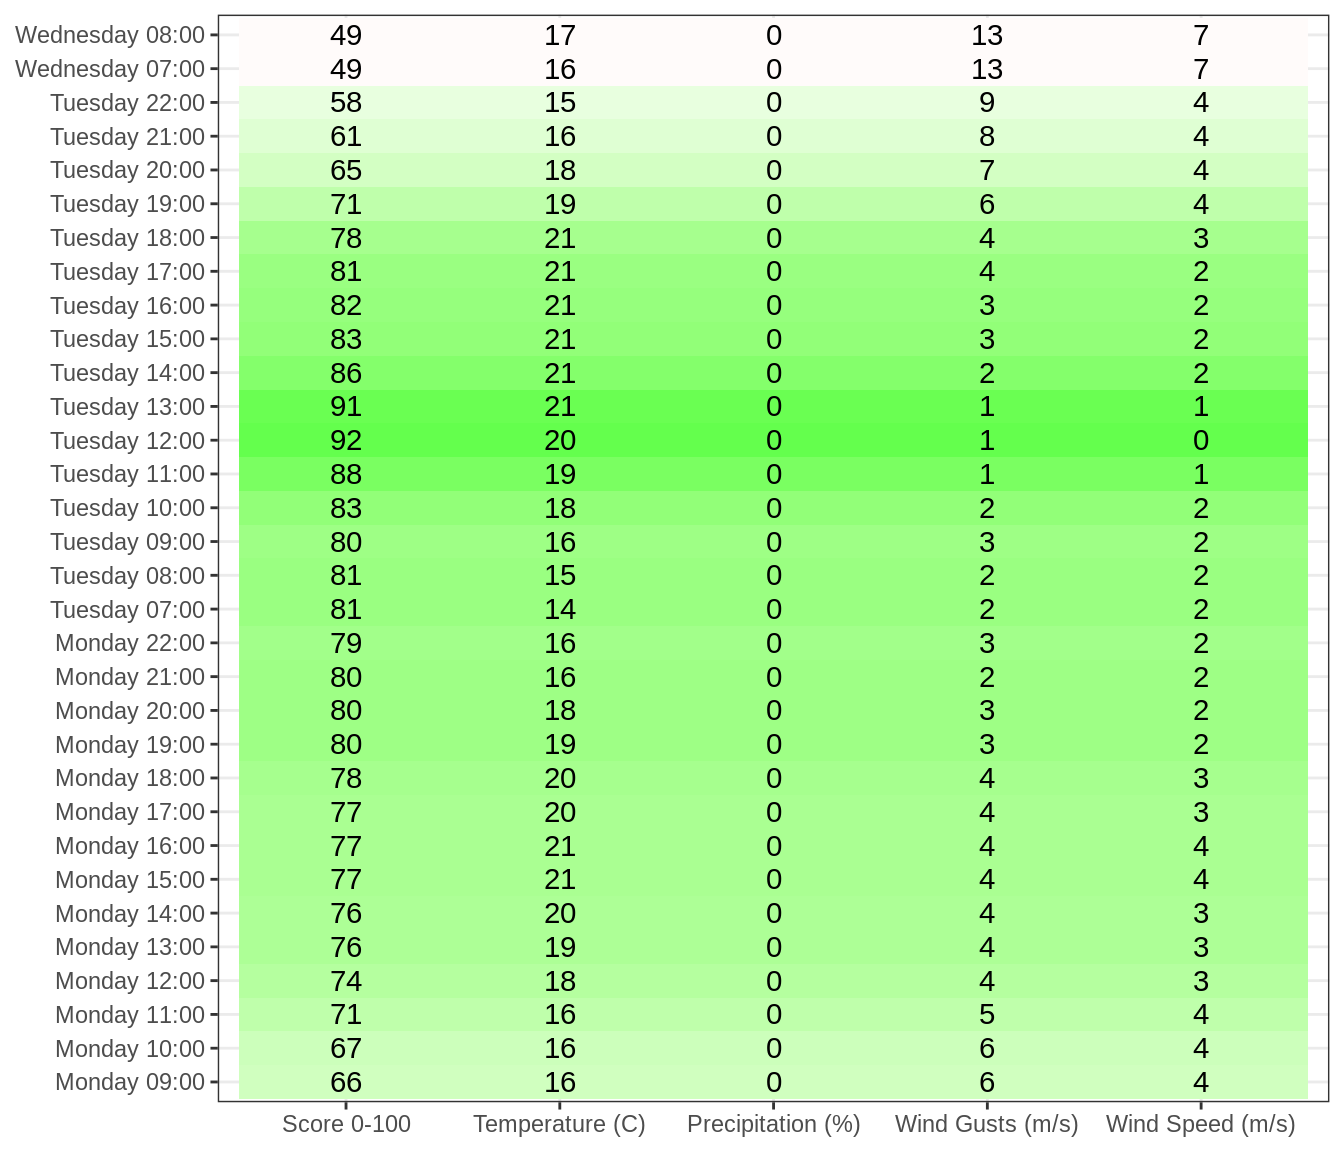 Wednesday 08:00 49 17 0 13 7
Wednesday 07:00 49 16 0 13 7
Tuesday 22:00 58 15 0 9 4
Tuesday 21:00 61 16 0 8 4
Tuesday 20:00 65 18 0 7 4
Tuesday 19:00 71 19 0 6 4
Tuesday 18:00 78 21 0 4 3
Tuesday 17:00 81 21 0 4 2
Tuesday 16:00 82 21 0 3 2
Tuesday 15:00 83 21 0 3 2
Tuesday 14:00 86 21 0 2 2
Tuesday 13:00 91 21 0 1 1
Tuesday 12:00 92 20 0 1 0
Tuesday 11:00 88 19 0 1 1
Tuesday 10:00 83 18 0 2 2
Tuesday 09:00 80 16 0 3 2
Tuesday 08:00 81 15 0 2 2
Tuesday 07:00 81 14 0 2 2
Monday 22:00 79 16 0 3 2
Monday 21:00 80 16 0 2 2
Monday 20:00 80 18 0 3 2
Monday 19:00 80 19 0 3 2
Monday 18:00 78 20 0 4 3
Monday 17:00 77 20 0 4 3
Monday 16:00 77 21 0 4 4
Monday 15:00 77 21 0 4 4
Monday 14:00 76 20 0 4 3
Monday 13:00 76 19 0 4 3
Monday 12:00 74 18 0 4 3
Monday 11:00 71 16 0 5 4
Monday 10:00 67 16 0 6 4
Monday 09:00 66 16 0 6 4
Score 0-100 Temperature (C) Precipitation (%) Wind Gusts (m/s) Wind Speed (m/s)